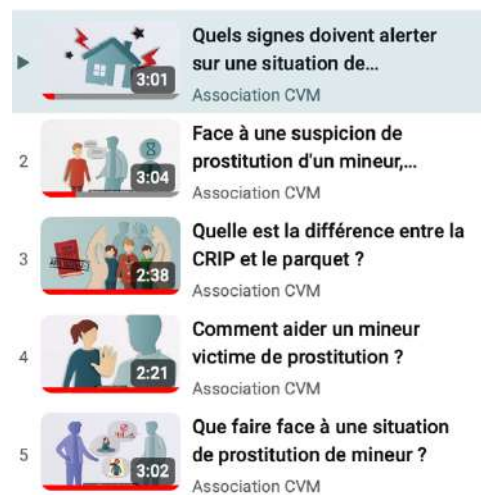 Quels signes doivent alerter
sur une situation de...
3:01
Association CVM
2
Face à une suspicion de
prostitution d'un mineur,...
3:04
Association CVM
3
Quelle est la différence entre la
CRIP et le parquet ?
2:38
Association CVM
4
Comment aider un mineur
victime de prostitution ?
2:21
Association CVM
5
Que faire face à une situation
de prostitution de mineur ?
3:02
Association CVM